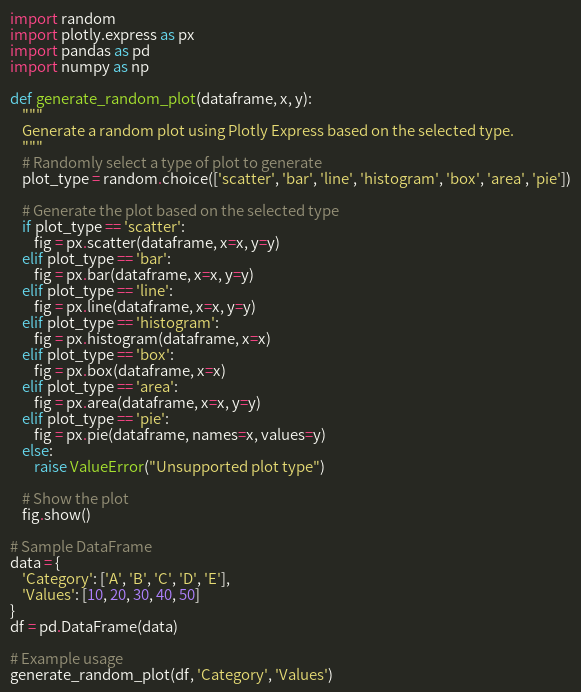 import random
import plotly.express as px
import pandas as pd
import numpy as np

def generate_random_plot(dataframe, x, y):
    """
    Generate a random plot using Plotly Express based on the selected type.
    """
    # Randomly select a type of plot to generate
    plot_type = random.choice(['scatter', 'bar', 'line', 'histogram', 'box', 'area', 'pie'])

    # Generate the plot based on the selected type
    if plot_type == 'scatter':
        fig = px.scatter(dataframe, x=x, y=y)
    elif plot_type == 'bar':
        fig = px.bar(dataframe, x=x, y=y)
    elif plot_type == 'line':
        fig = px.line(dataframe, x=x, y=y)
    elif plot_type == 'histogram':
        fig = px.histogram(dataframe, x=x)
    elif plot_type == 'box':
        fig = px.box(dataframe, x=x)
    elif plot_type == 'area':
        fig = px.area(dataframe, x=x, y=y)
    elif plot_type == 'pie':
        fig = px.pie(dataframe, names=x, values=y)
    else:
        raise ValueError("Unsupported plot type")

    # Show the plot
    fig.show()

# Sample DataFrame
data = {
    'Category': ['A', 'B', 'C', 'D', 'E'],
    'Values': [10, 20, 30, 40, 50]
}
df = pd.DataFrame(data)

# Example usage
generate_random_plot(df, 'Category', 'Values')